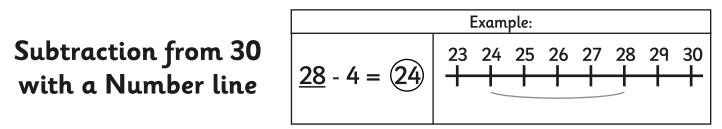 Subtraction from 30
with a Number line
Example:
28 - 4 = 24
23 24 25 26 27 28 29 30